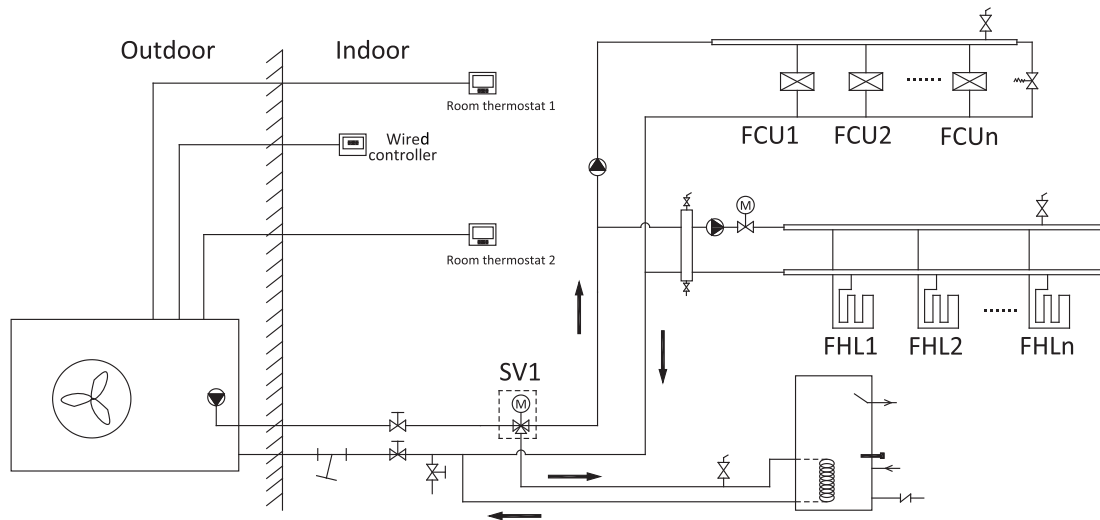 Outdoor
Indoor
Room thermostat 1
Wired
controller
Room thermostat 2
FCU1
FCU2
FCUn
M
FHL1
FHL2
FHLn
SV1
M